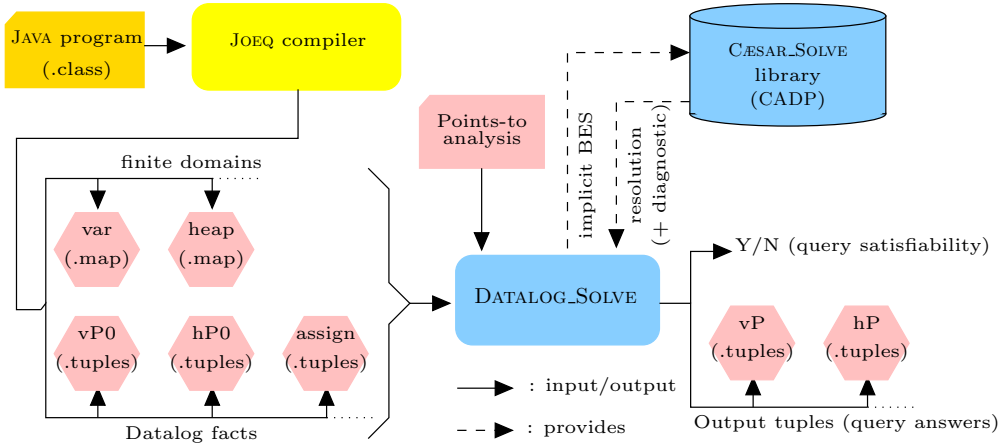 JAVA program
(.class)
JOEQ compiler
CÆSAR_SOLVE
library
(CADP)
Points-to
analysis
implicit BES
resolution
(+ diagnostic)
finite domains
var
(.map)
heap
(.map)
vP0
(.tuples)
hP0
(.tuples)
assign
(.tuples)
Datalog facts
DATALOG_SOLVE
Y/N (query satisfiability)
vP
(.tuples)
hP
(.tuples)
Output tuples (query answers)
: input/output
: provides